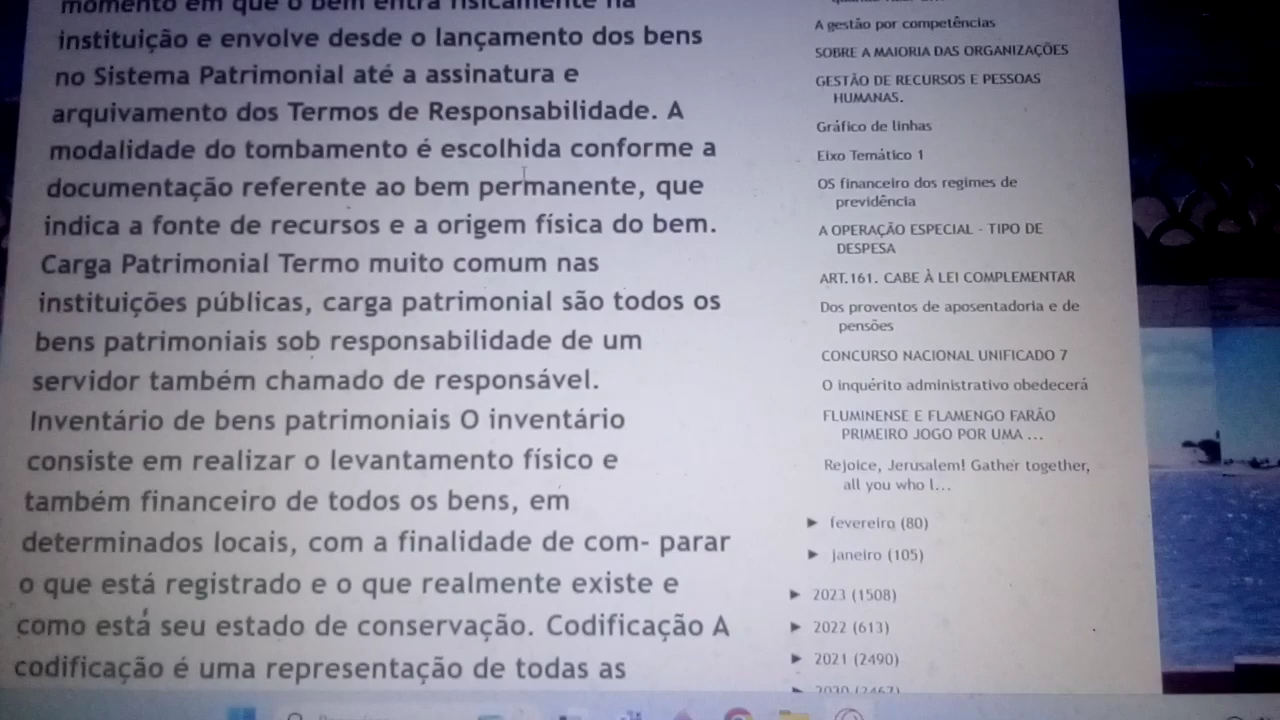 momento em que o bem entra fisicamente na
instituição e envolve desde o lançamento dos bens
no Sistema Patrimonial até a assinatura e
arquivamento dos Termos de Responsabilidade. A
modalidade do tombamento é escolhida conforme a
documentação referente ao bem permanente, que
indica a fonte de recursos e a origem física do bem.
Carga Patrimonial Termo muito comum nas
instituições públicas, carga patrimonial são todos os
bens patrimoniais sob responsabilidade de um
servidor também chamado de responsável.
Inventário de bens patrimoniais O inventário
consiste em realizar o levantamento físico e
também financeiro de todos os bens, em
determinados locais, com a finalidade de com- parar
o que está registrado e o que realmente existe e
como está seu estado de conservação. Codificação A
codificação é uma representação de todas as
A gestão por competências
SOBRE A MAIORIA DAS ORGANIZAÇÕES
GESTÃO DE RECURSOS E PESSOAS
HUMANAS.
Gráfico de linhas
Eixo Temático 1
OS financeiro dos regimes de
previdência
A OPERAÇÃO ESPECIAL - TIPO DE
DESPESA
ART.161. CABE À LEI COMPLEMENTAR
Dos proventos de aposentadoria e de
pensões
CONCURSO NACIONAL UNIFICADO 7
O inquérito administrativo obedecerá
FLUMINENSE E FLAMENGO FARÃO
PRIMEIRO JOGO POR UMA ...
Rejoice, Jerusalem! Gather together,
all you who l...
► fevereiro (80)
► janeiro (105)
► 2023 (1508)
► 2022 (613)
► 2021 (2490)
► 2020 (2467)